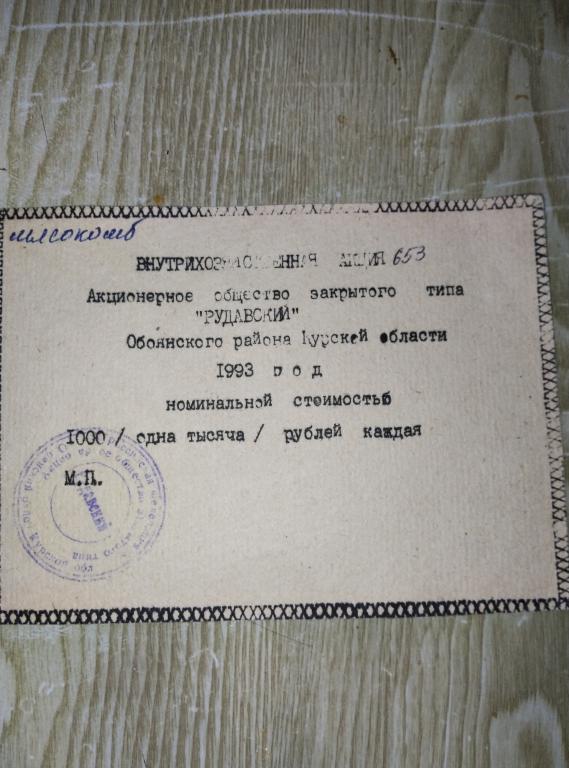 мясокомб
ВНУТРИХОЗЯЙСТВЕННАЯ АКЦИЯ 653
Акционерное общество закрытого типа
"РУДАВСКИЙ"
Обоянского района Курской области
1993 год
номинальной стоимостью
1000 / одна тысяча / рублей каждая
М.П.